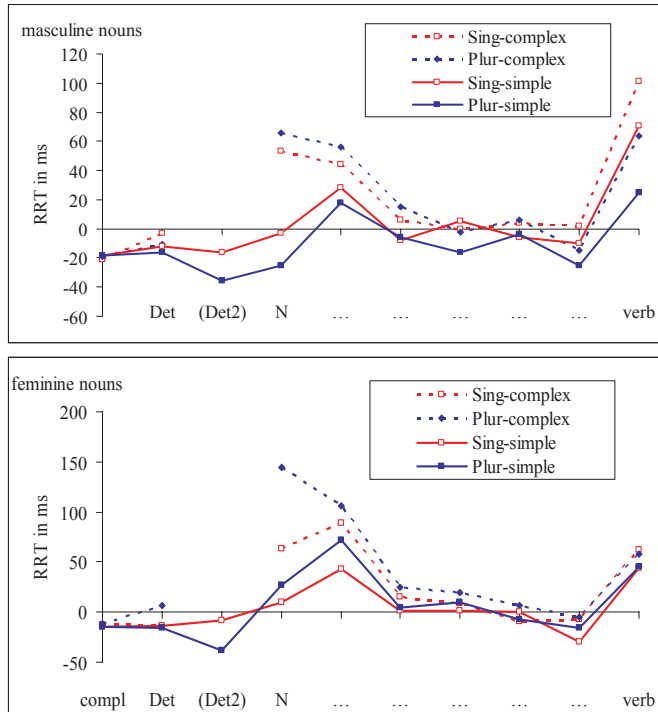 masculine nouns
120
100
80
60
40
20
0
-20
-40
-60
RRT in ms
Sing-complex
Plur-complex
Sing-simple
Plur-simple
Det (Det2) N … … … … … verb
feminine nouns
200
150
100
50
0
-50
RRT in ms
Sing-complex
Plur-complex
Sing-simple
Plur-simple
compl Det (Det2) N … … … … … verb